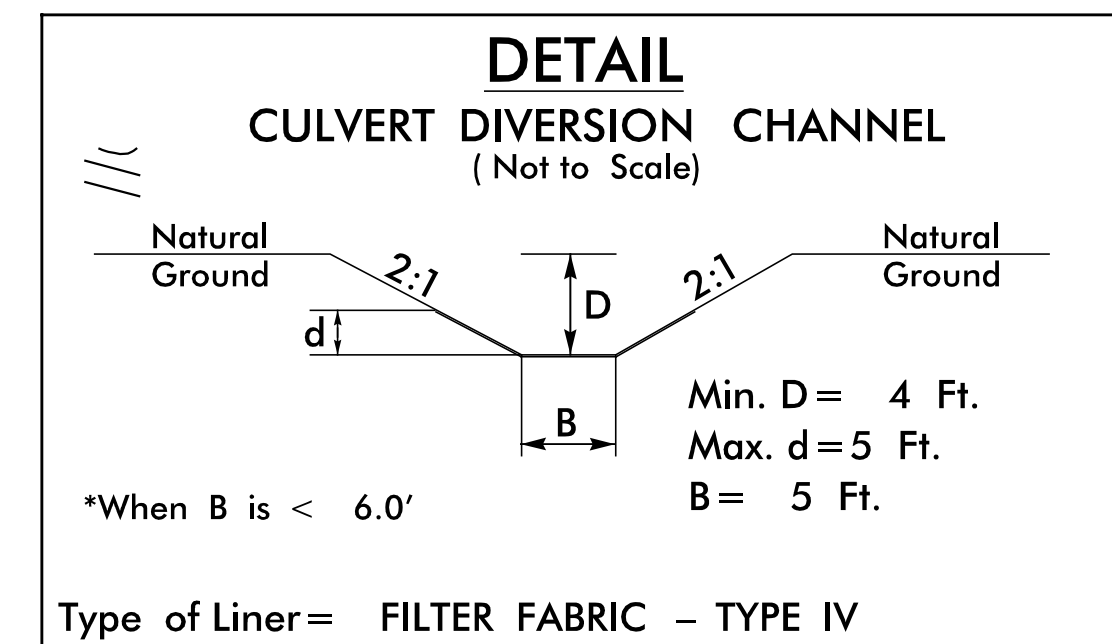 DETAIL
CULVERT DIVERSION CHANNEL
( Not to Scale)
Natural
Ground
2:1
D
2:1
Natural
Ground
d
B
Min. D = 4 Ft.
Max. d = 5 Ft.
B = 5 Ft.
*When B is < 6.0'
Type of Liner = FILTER FABRIC – TYPE IV